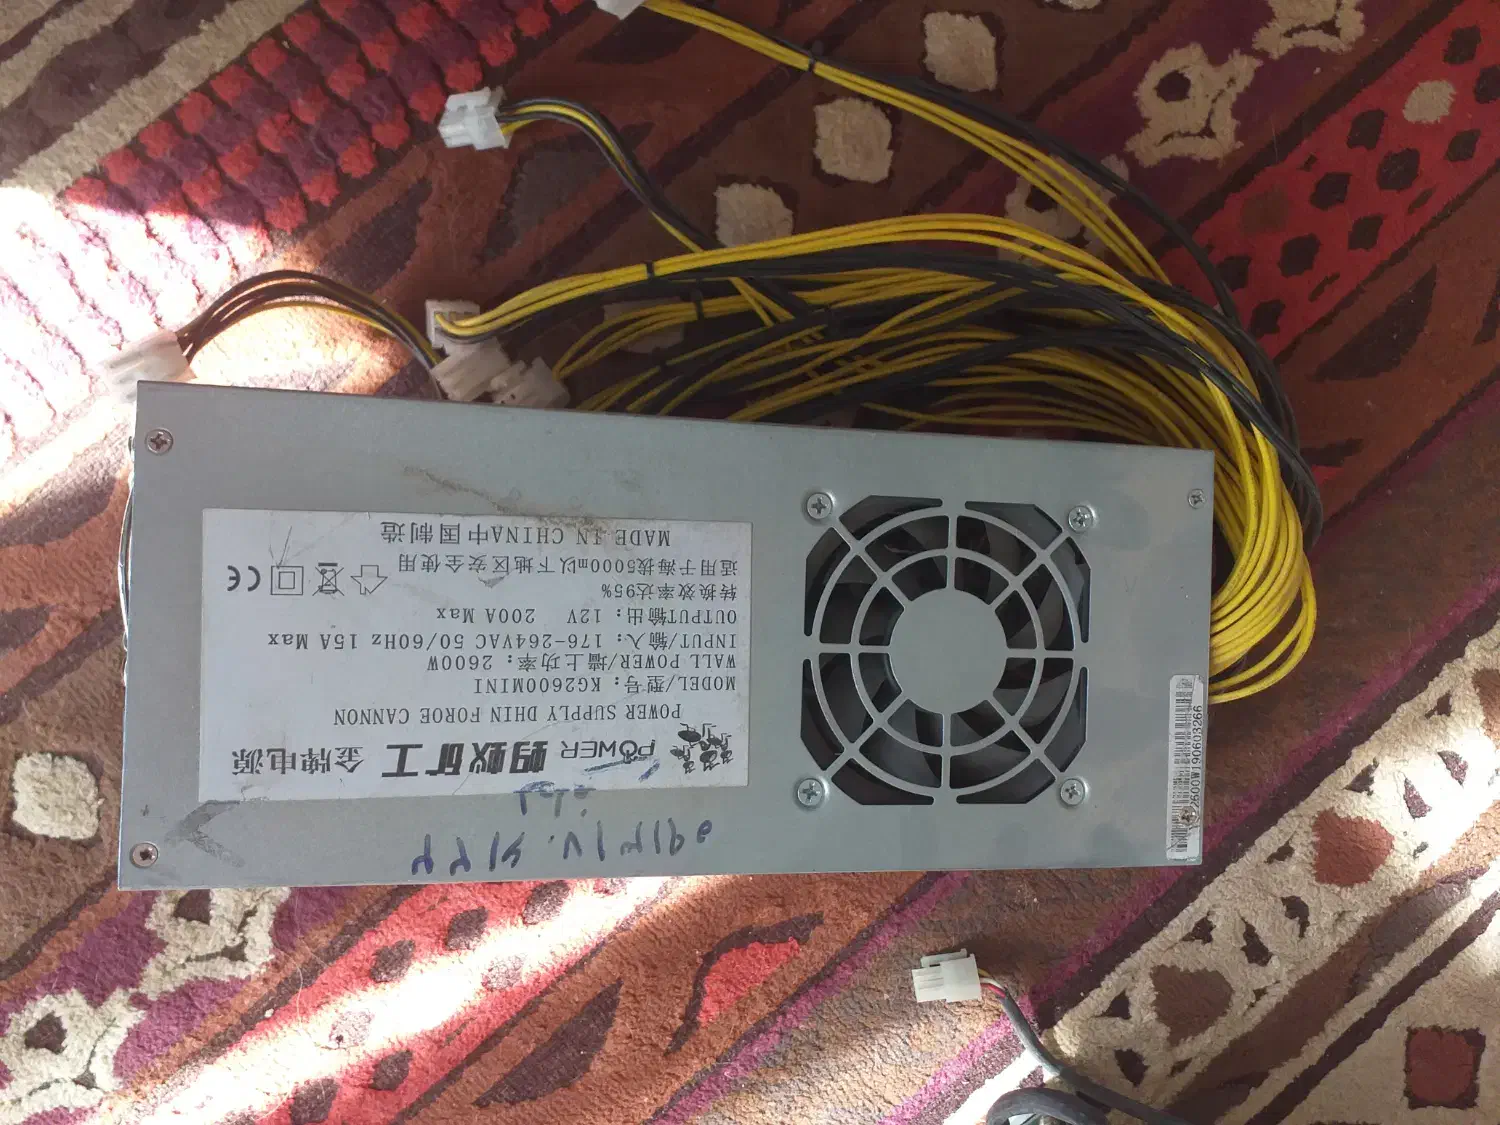 POWER 蚂蚁矿工 金牌电源
POWER SUPPLY DHIN FOROE CANNON
MODEL/型号: KG2600MINI
WALL POWER/墙上功率: 2600W
INPUT/输入: 176-264VAC 50/60Hz 15A Max
OUTPUT输出: 12V 200A Max
转换效率达95%
适用于海拔5000m以下地区安全使用
MADE IN CHINA中国制造
CE
2600W190603266